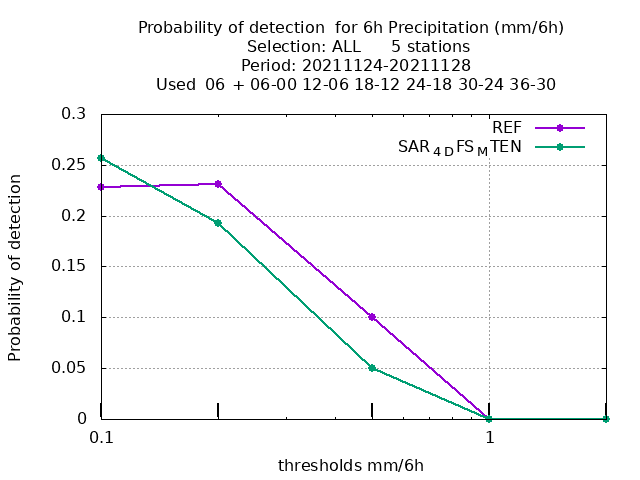 Probability of detection  for 6h Precipitation (mm/6h)
Selection: ALL      5 stations
Period: 20211124-20211128
Used  06 + 06-00 12-06 18-12 24-18 30-24 36-30
0.3
REF
SAR4DFSMTEN
0.25
0.2
0.15
0.1
0.05
0
Probability of detection
0.1
1
thresholds mm/6h